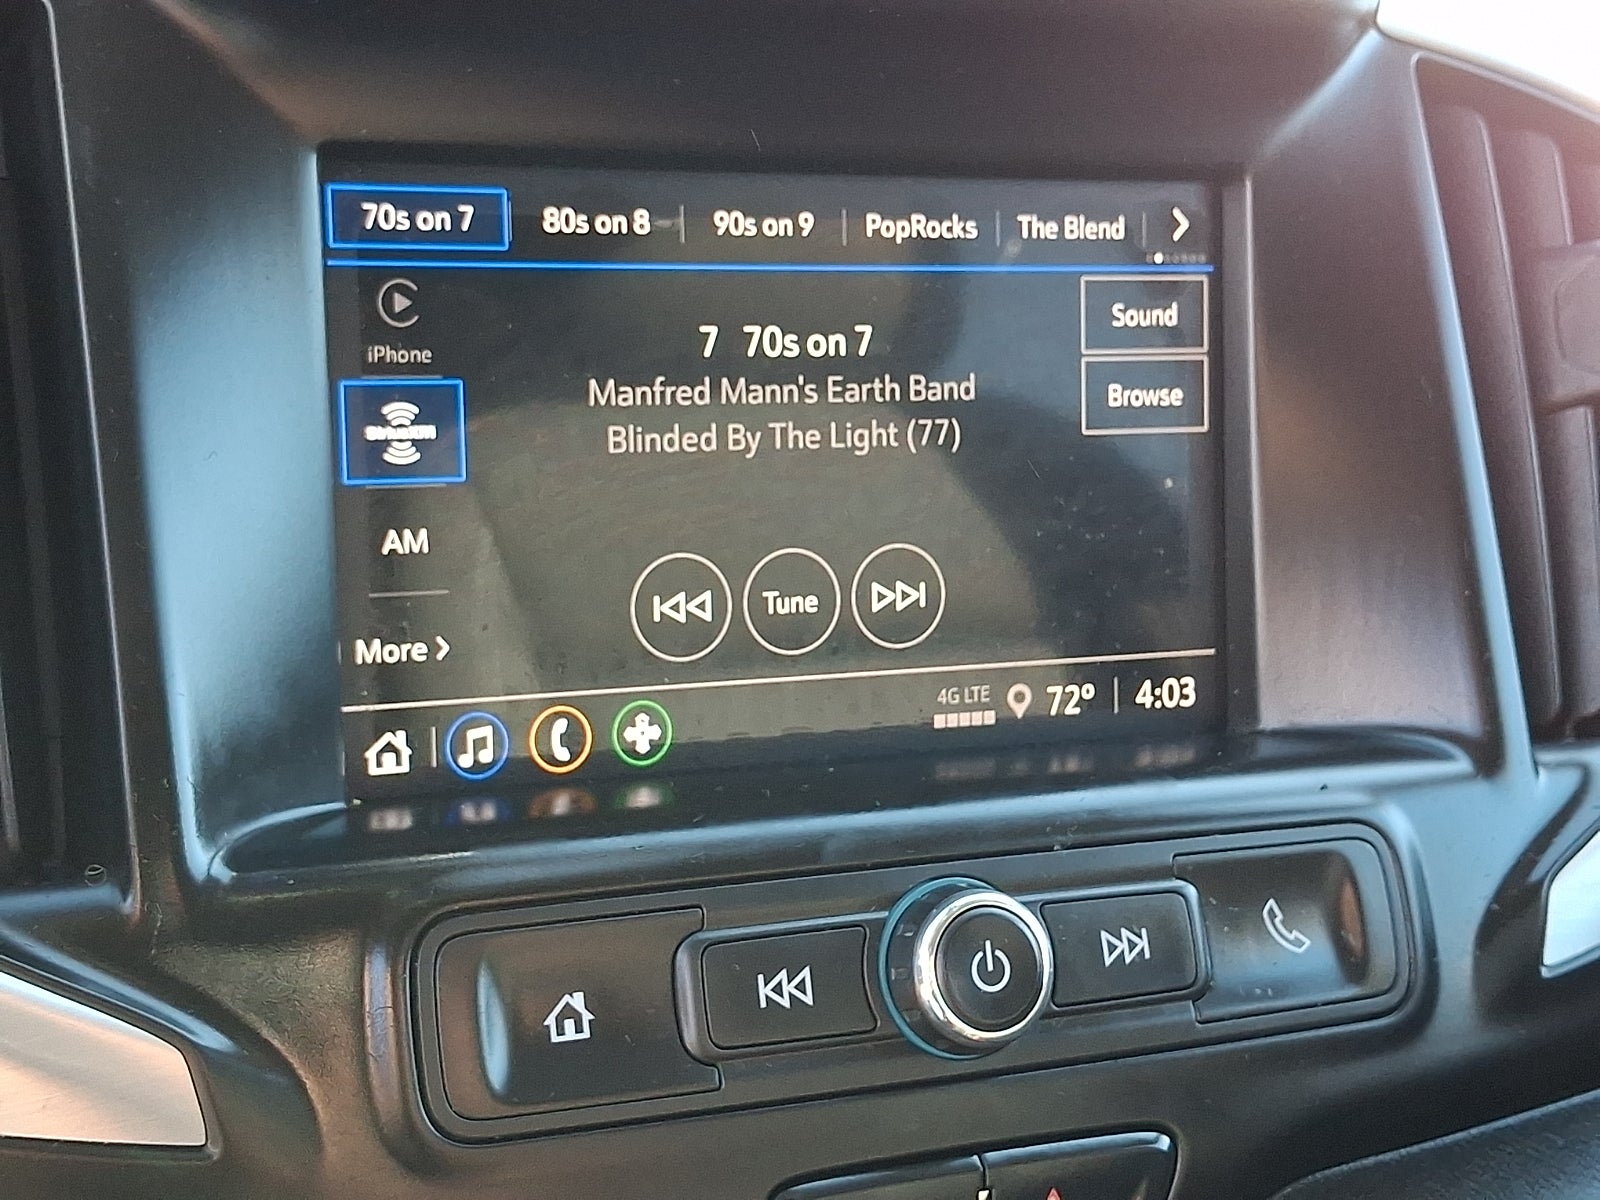 70s on 7
80s on 8
90s on 9
PopRocks
The Blend
iPhone
7 70s on 7
Manfred Mann's Earth Band
Blinded By The Light (77)
Sound
Browse
AM
More
Tune
4G LTE
72º
4:03